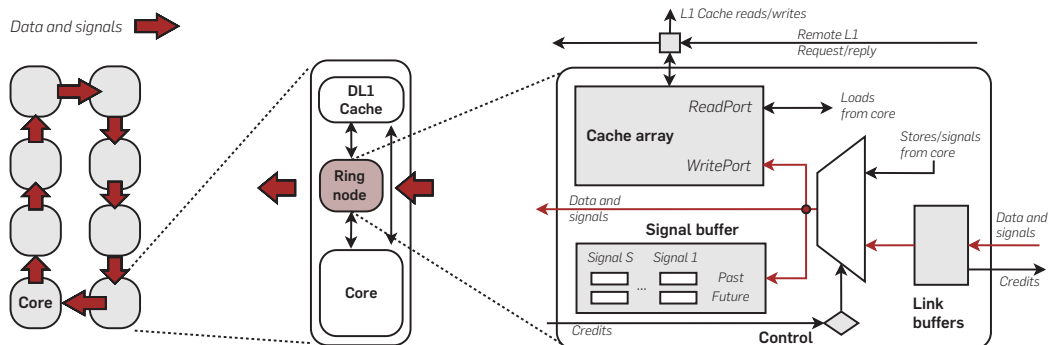 Data and signals
Core
DL1
Cache
Ring
node
Core
L1 Cache reads/writes
Remote L1
Request/reply
ReadPort
Loads
from core
Cache array
Stores/signals
from core
WritePort
Data and
signals
Signal buffer
Signal S
Signal 1
...
Past
Future
Data and
signals
Credits
Link
buffers
Credits
Control